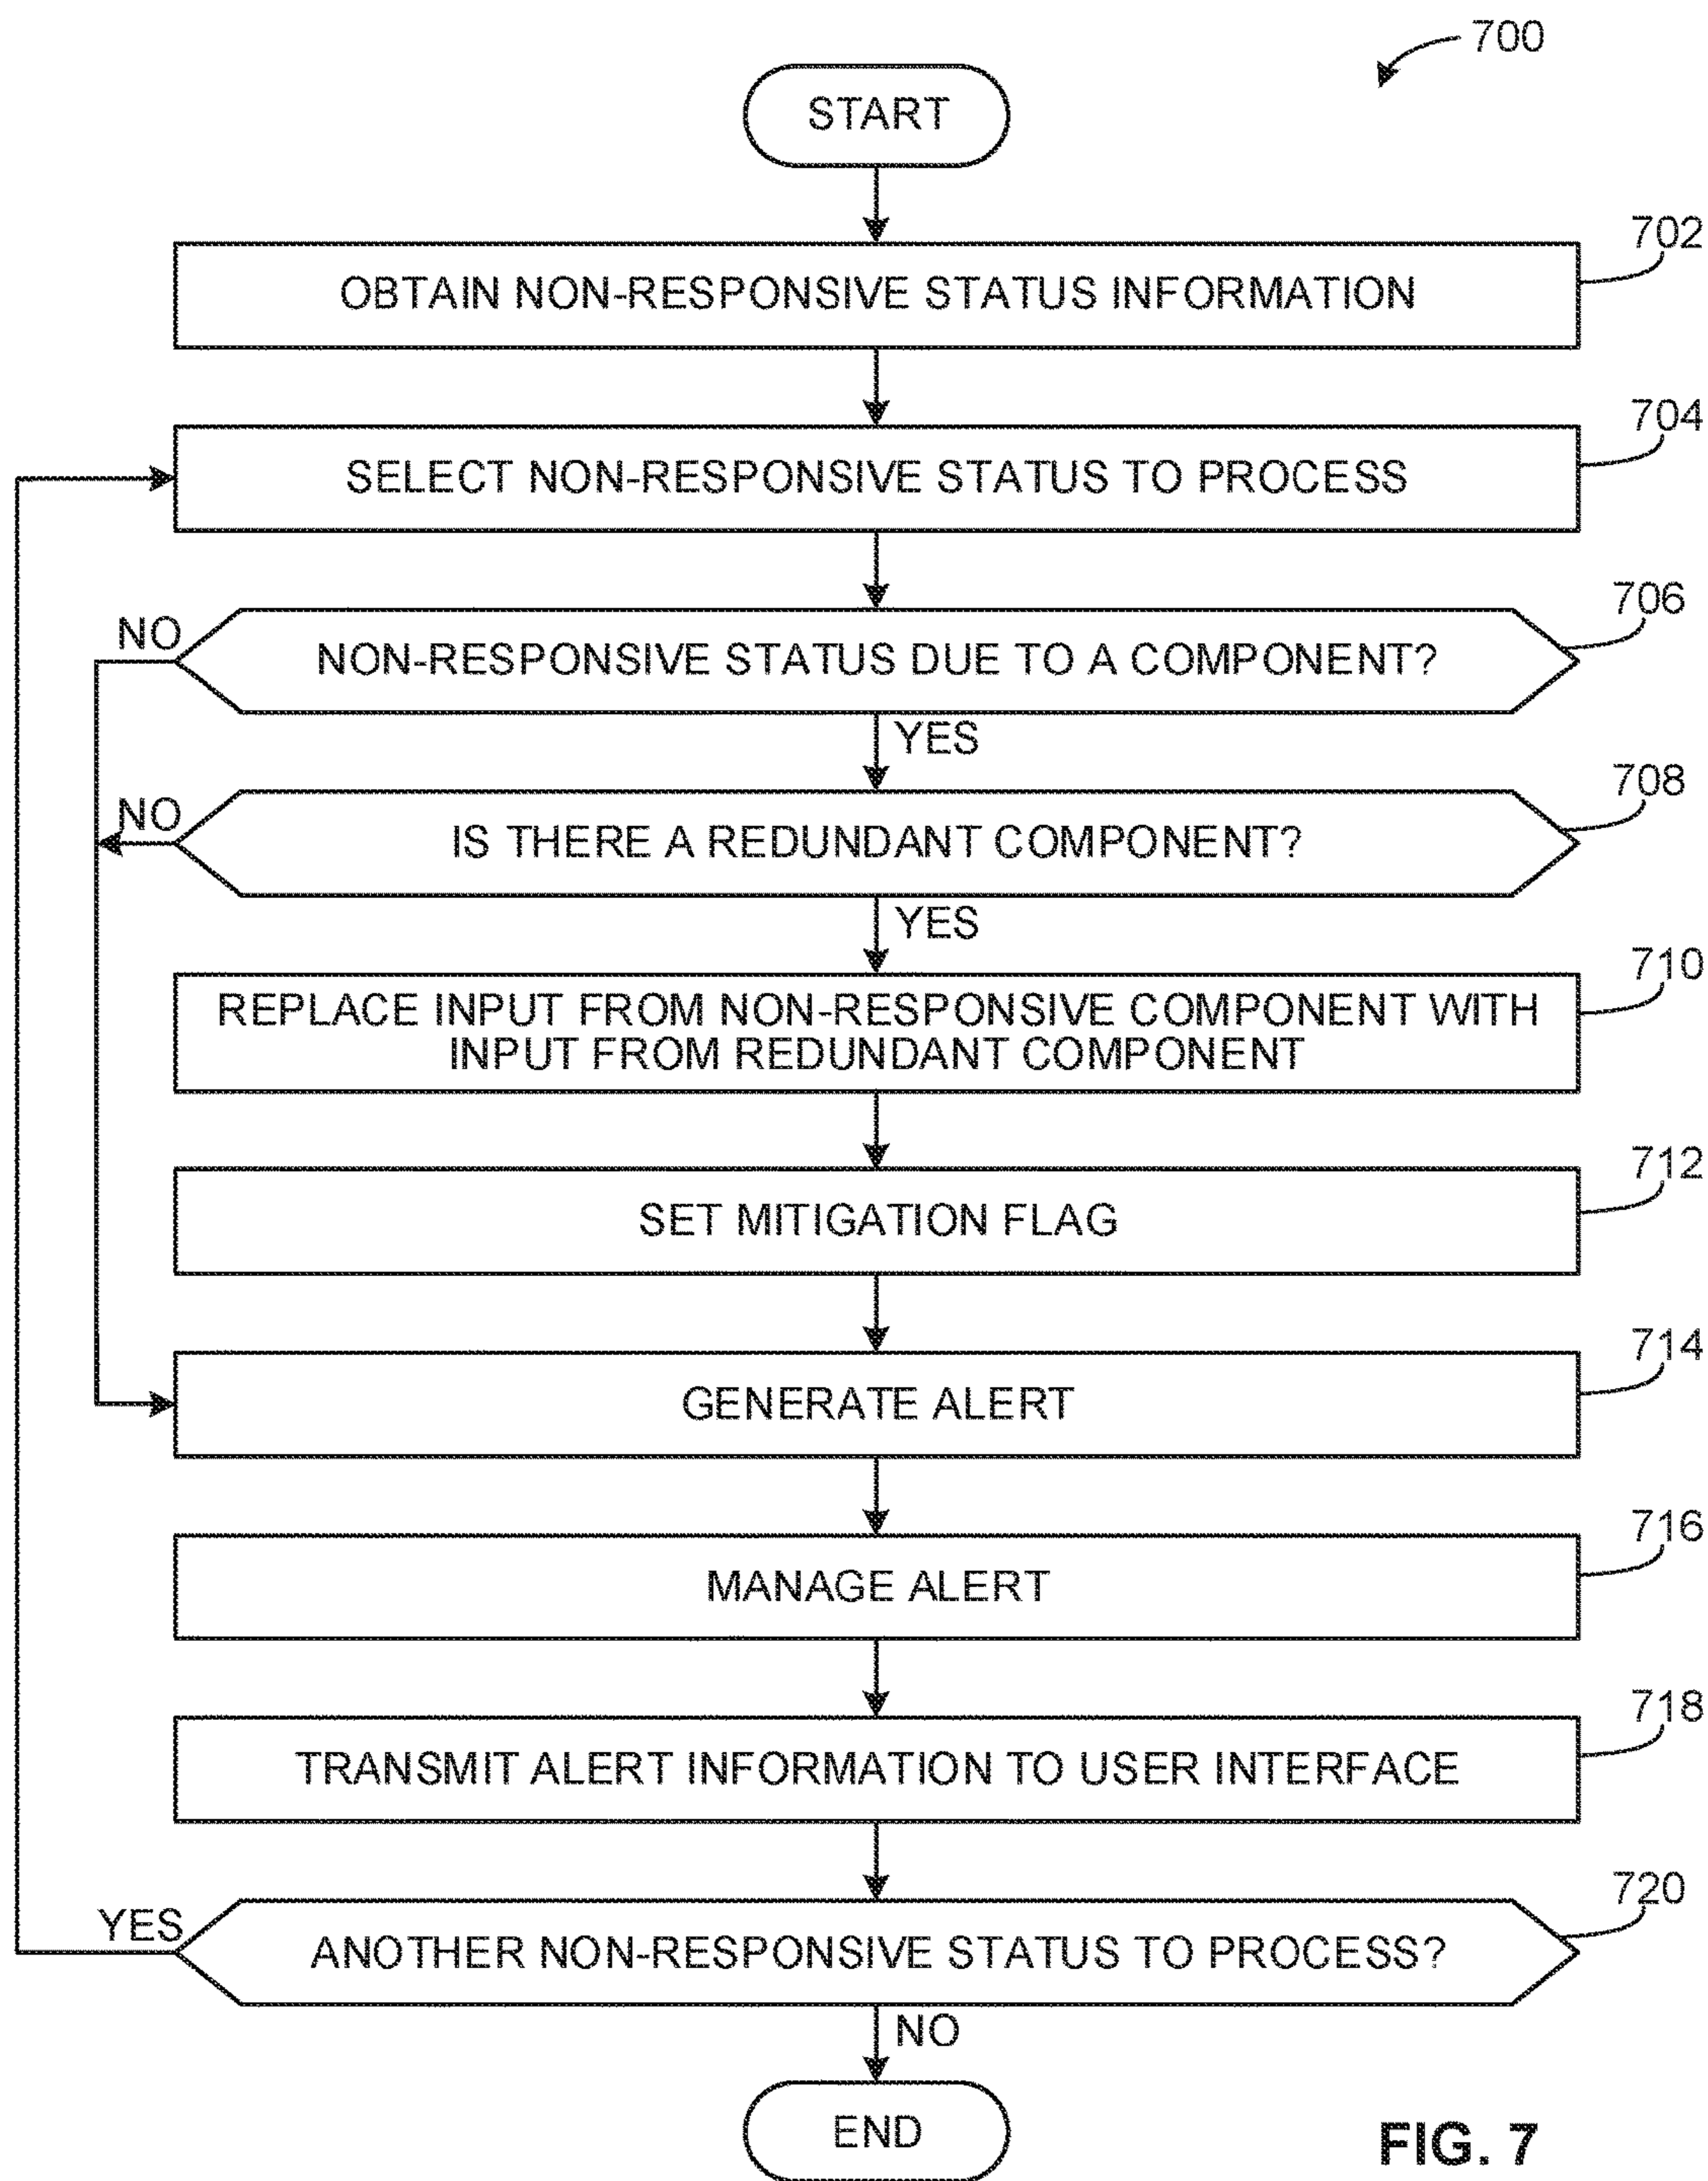 700
START
702
OBTAIN NON-RESPONSIVE STATUS INFORMATION
704
SELECT NON-RESPONSIVE STATUS TO PROCESS
706
NO
NON-RESPONSIVE STATUS DUE TO A COMPONENT?
YES
708
NO
IS THERE A REDUNDANT COMPONENT?
YES
710
REPLACE INPUT FROM NON-RESPONSIVE COMPONENT WITH
INPUT FROM REDUNDANT COMPONENT
712
SET MITIGATION FLAG
714
GENERATE ALERT
716
MANAGE ALERT
718
TRANSMIT ALERT INFORMATION TO USER INTERFACE
720
YES
ANOTHER NON-RESPONSIVE STATUS TO PROCESS?
NO
END
FIG. 7